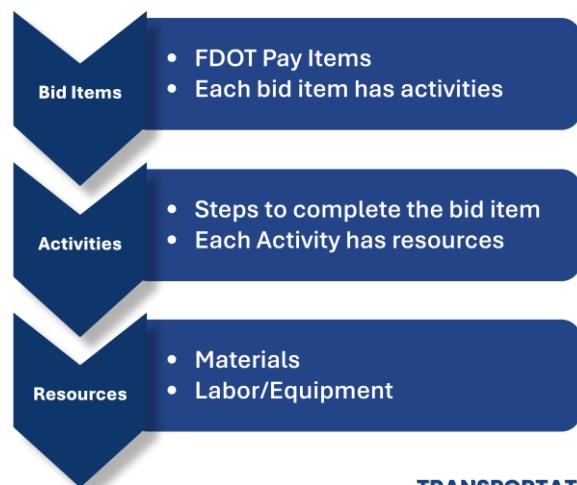 Bid Items
• FDOT Pay Items
• Each bid item has activities
Activities
• Steps to complete the bid item
• Each Activity has resources
Resources
• Materials
• Labor/Equipment
TRANSPORTAT